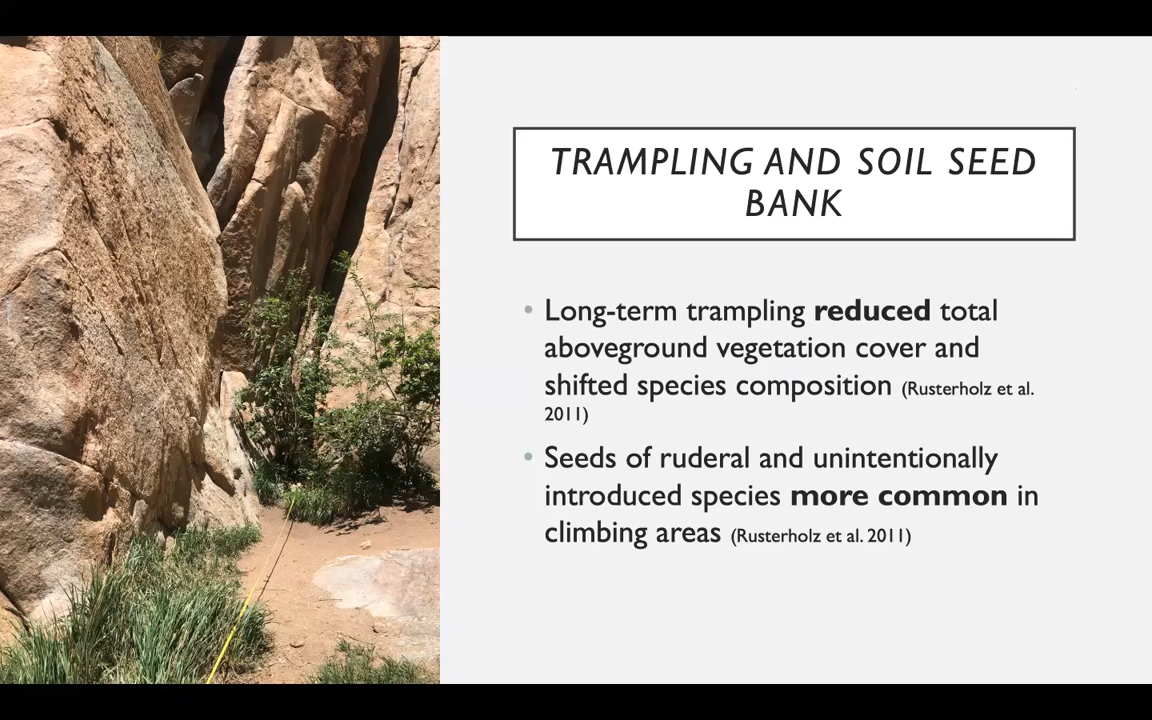 TRAMPLING AND SOIL SEED
BANK
• Long-term trampling reduced total
aboveground vegetation cover and
shifted species composition (Rusterholz et al.
2011)
• Seeds of ruderal and unintentionally
introduced species more common in
climbing areas (Rusterholz et al. 2011)